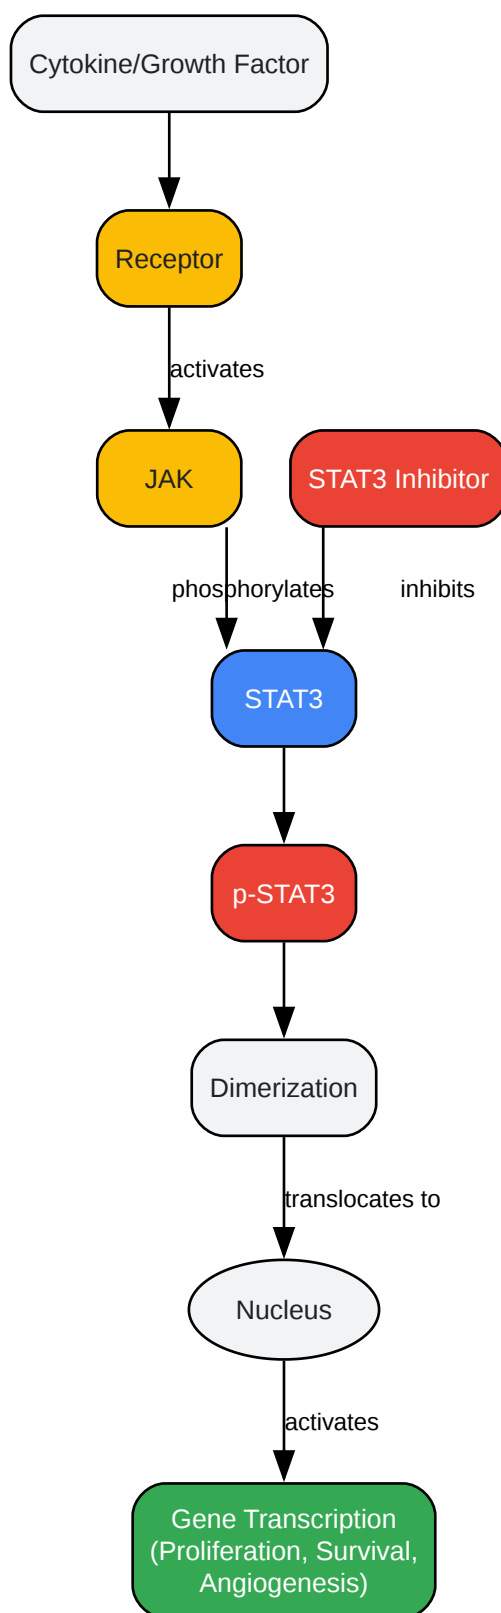 Cytokine/Growth Factor
Receptor
activates
JAK
STAT3 Inhibitor
phosphorylates
inhibits
STAT3
p-STAT3
Dimerization
translocates to
Nucleus
activates
Gene Transcription
(Proliferation, Survival,
Angiogenesis)